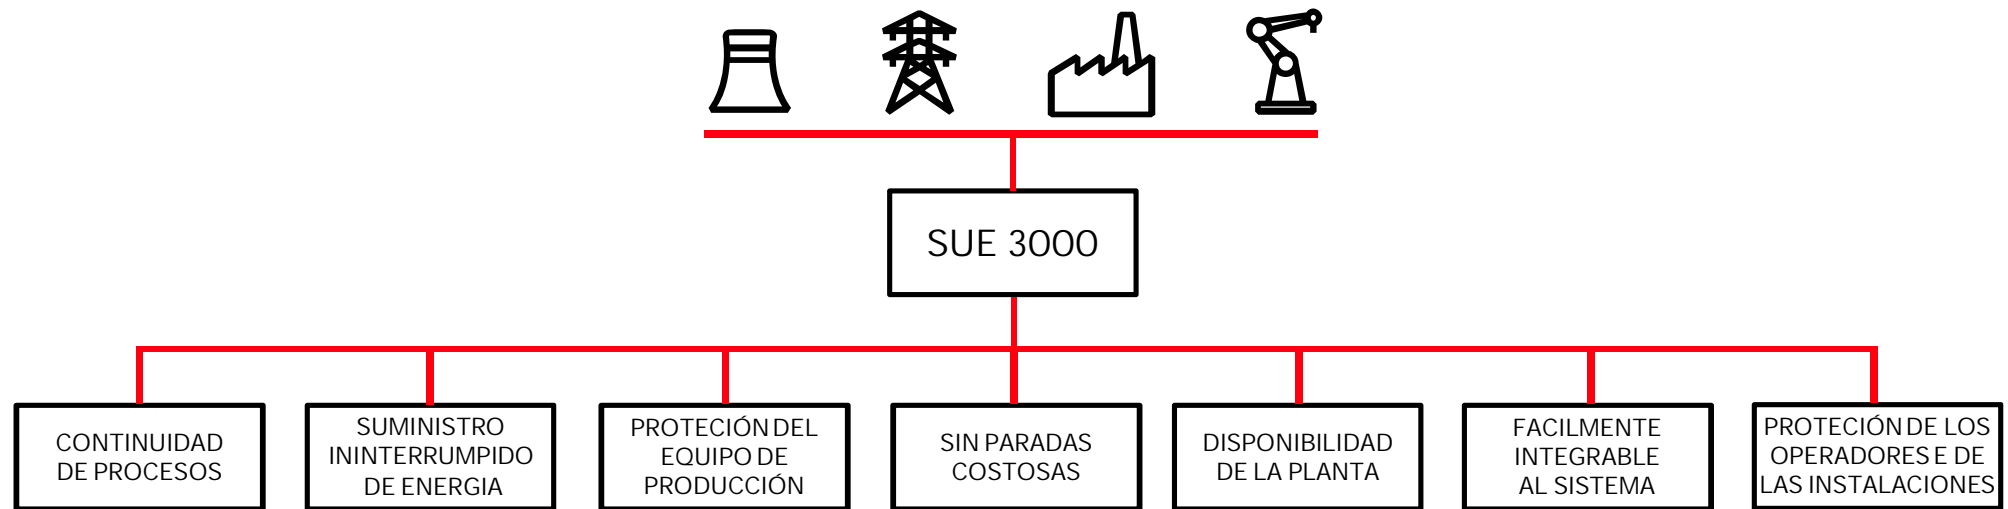 SUE 3000
CONTINUIDAD
DE PROCESOS
SUMINISTRO
ININTERRUMPIDO
DE ENERGIA
PROTECIÓN DEL
EQUIPO DE
PRODUCCIÓN
SIN PARADAS
COSTOSAS
DISPONIBILIDAD
DE LA PLANTA
FACILMENTE
INTEGRABLE
AL SISTEMA
PROTECIÓN DE LOS
OPERADORES E DE
LAS INSTALACIONES